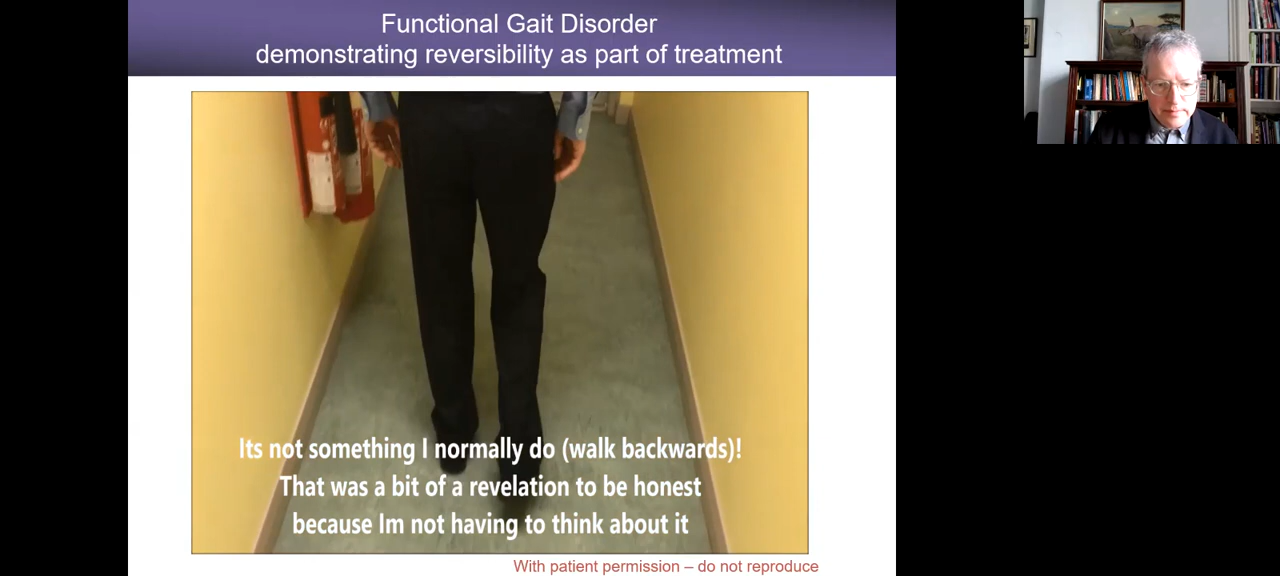 Functional Gait Disorder
demonstrating reversibility as part of treatment
Its not something I normally do (walk backwards)!
That was a bit of a revelation to be honest
because Im not having to think about it
With patient permission – do not reproduce